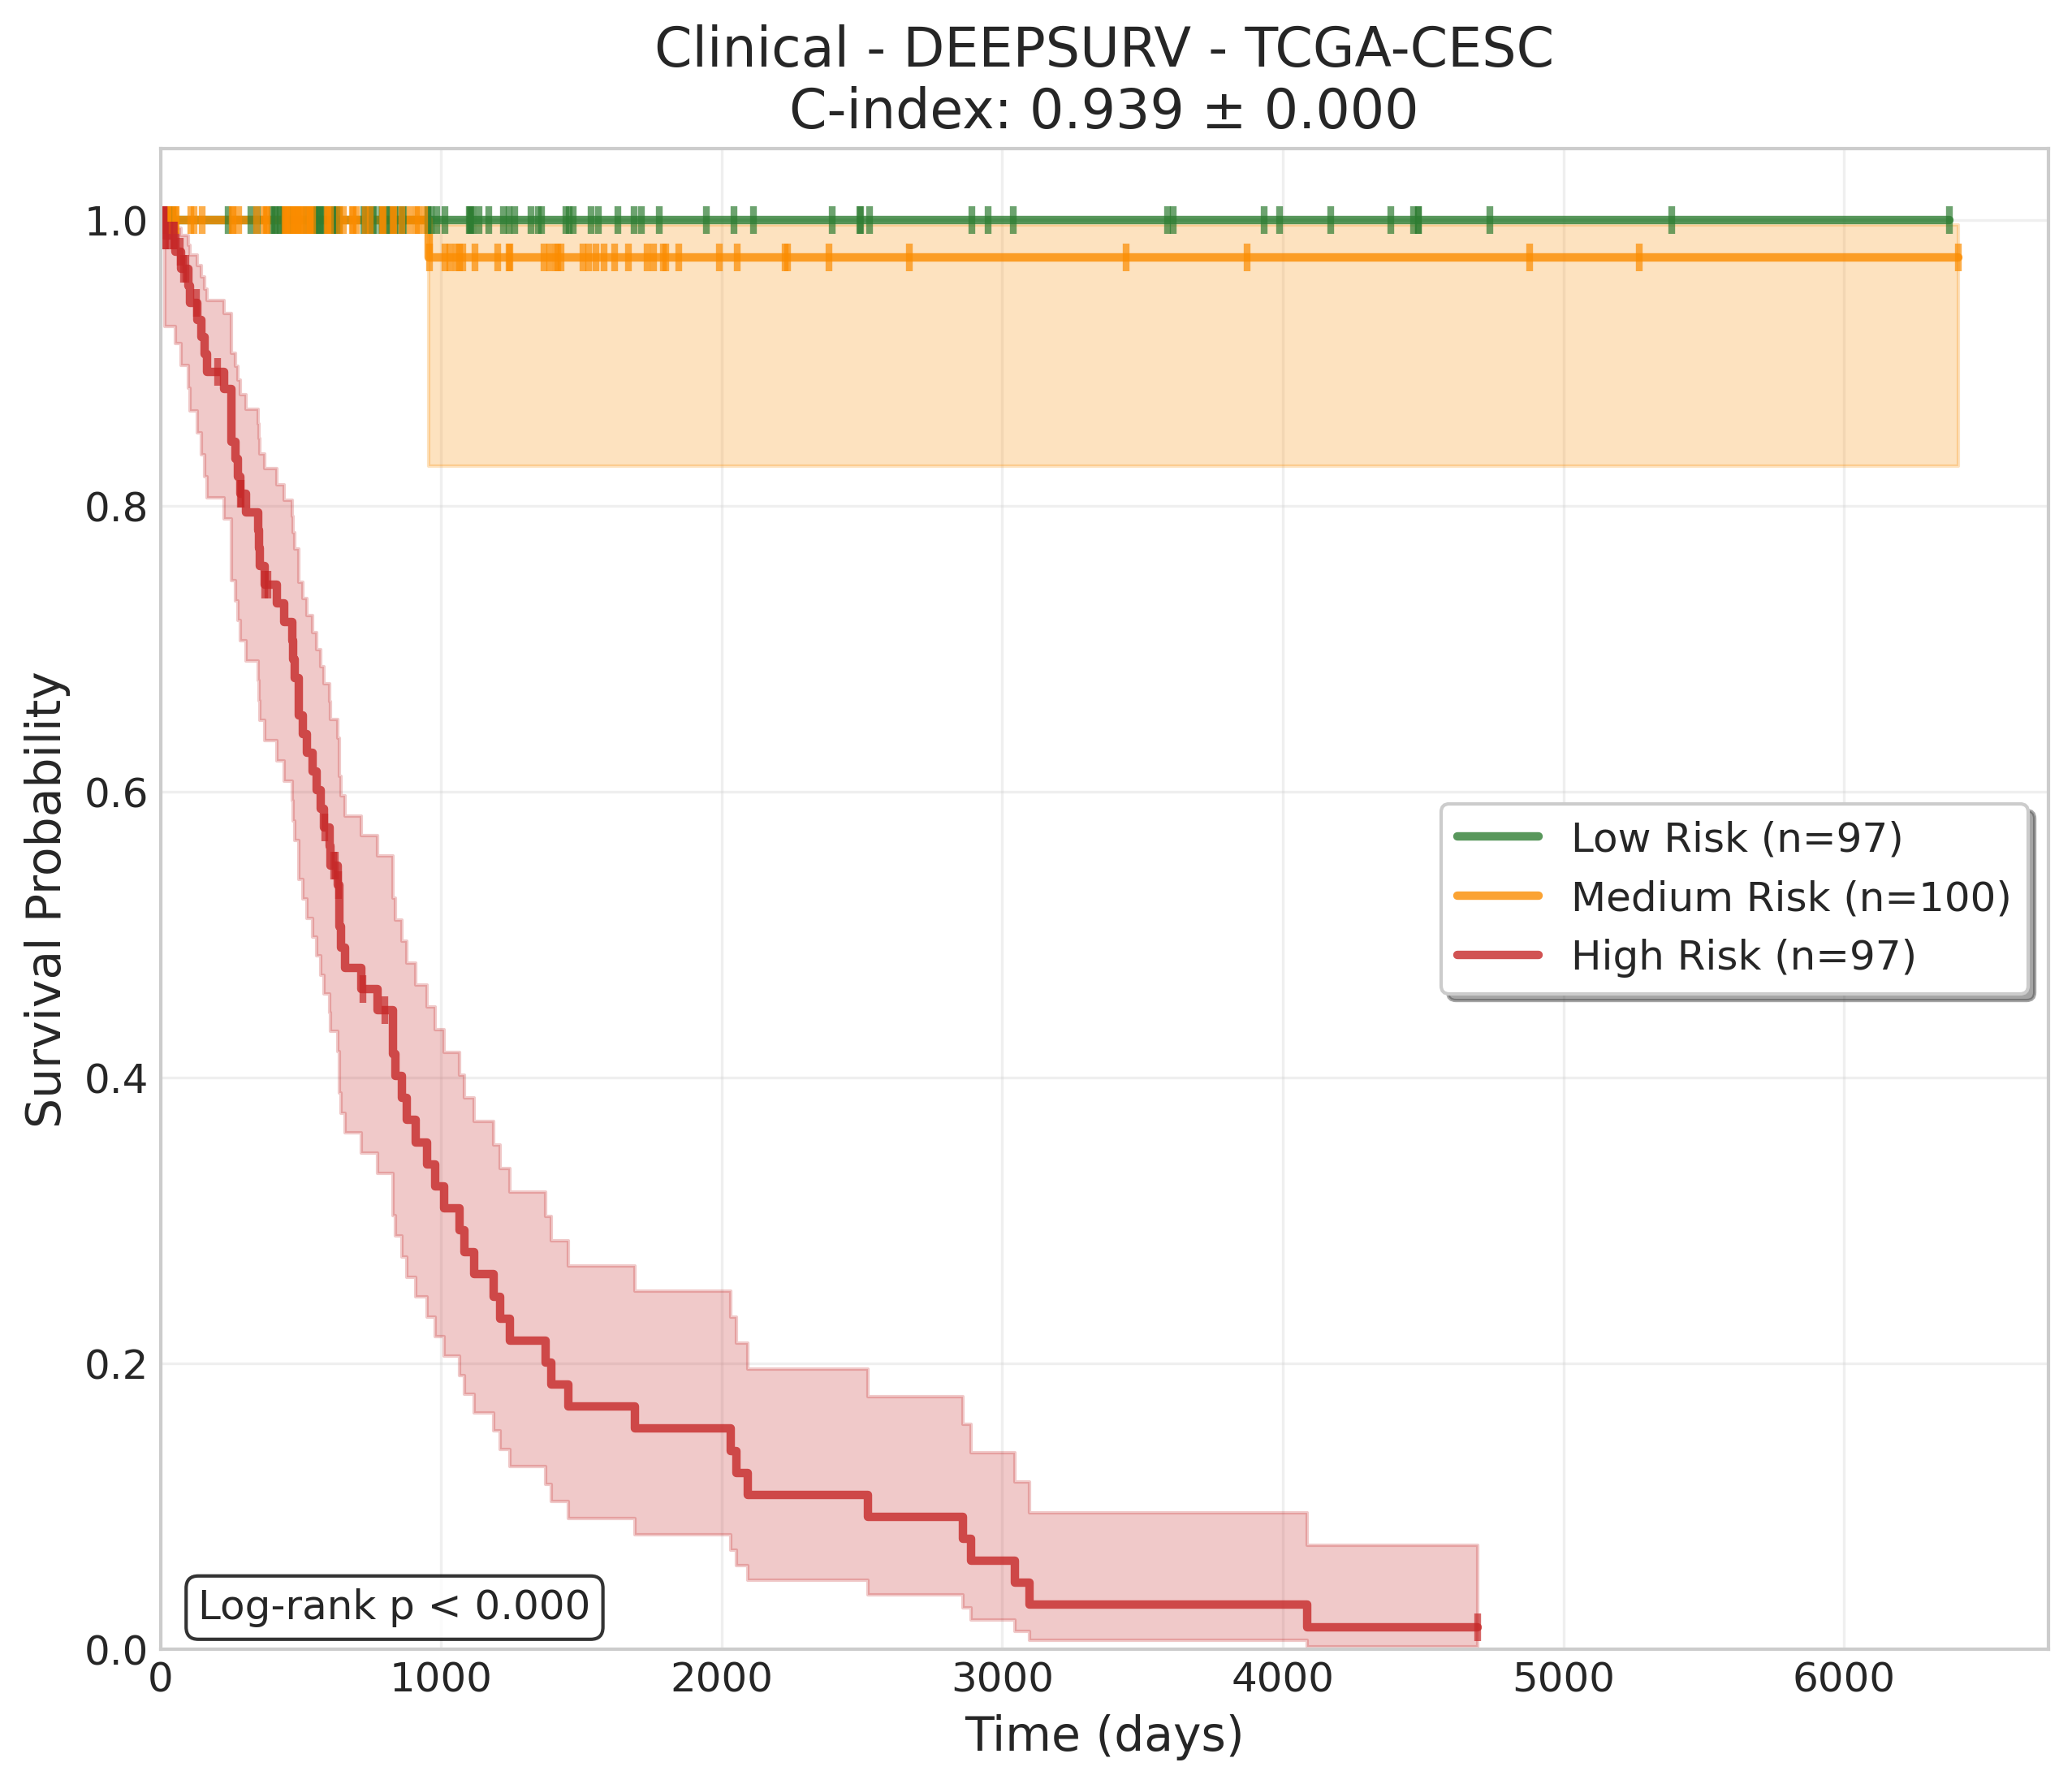 Clinical - DEEPSURV - TCGA-CESC
C-index: 0.939 ± 0.000
Survival Probability
1.0
0.8
0.6
0.4
0.2
0.0
Low Risk (n=97)
Medium Risk (n=100)
High Risk (n=97)
Log-rank p < 0.000
0 1000 2000 3000 4000 5000 6000
Time (days)